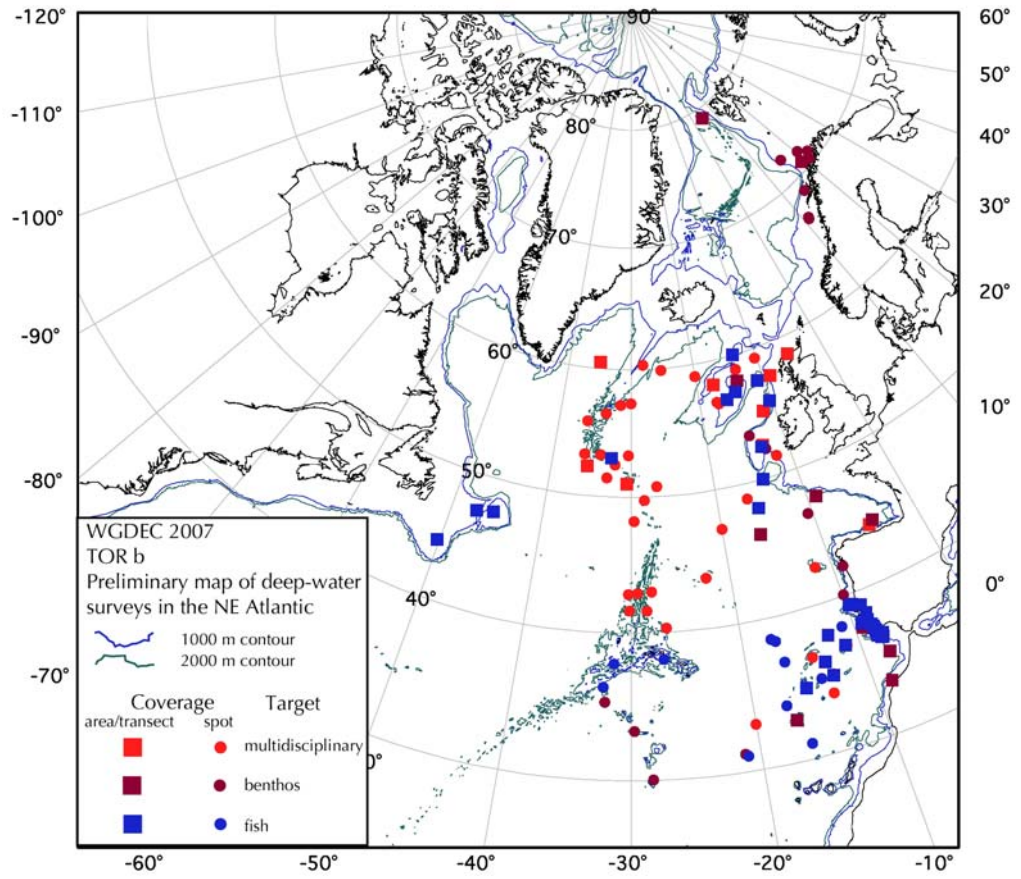 -120°
90°
60°
50°
-110°
80°
40°
-100°
70°
30°
20°
-90°
60°
10°
50°
-80°
WGDEC 2007
TOR b
Preliminary map of deep-water
surveys in the NE Atlantic
1000 m contour
2000 m contour
40°
0°
-70°
Coverage Target
area/transect spot
multidisciplinary
benthos
fish
0°
-60° -50° -40° -30° -20° -10°